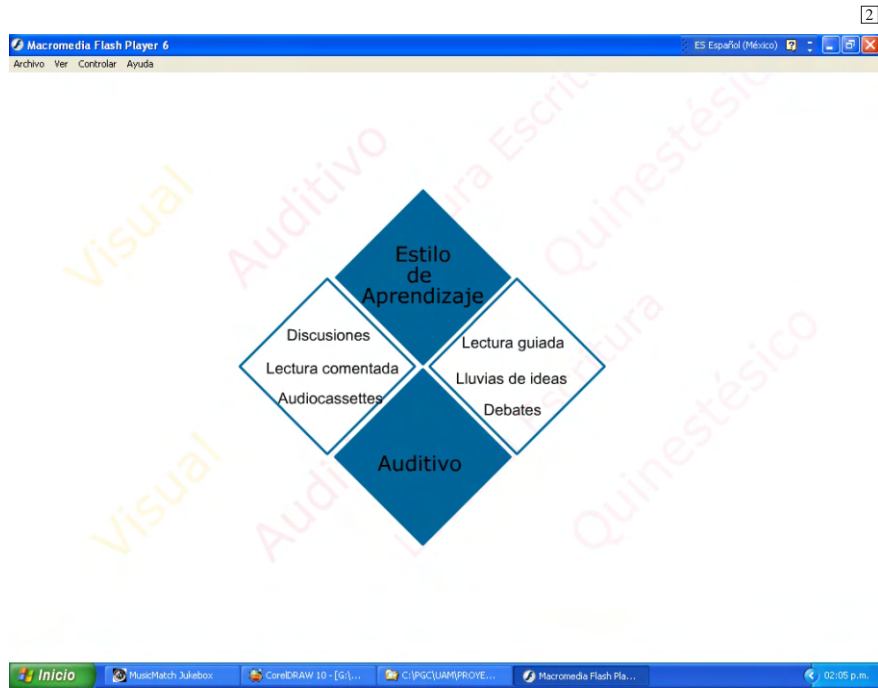 2
Macromedia Flash Player 6
ES Español (México)
Archivo Ver Controlar Ayuda
Visual
Auditivo
Escritura
Quinestésico
Estilo
de
Aprendizaje
Discusiones
Lectura comentada
Audiocassettes
Lectura guiada
Lluvias de ideas
Debates
Auditivo
Visual
Quinestésico
Inicio
MusicMatch Jukebox
CorelDRAW 10 - [G:\...
C:\PGC\UAM\PROYE...
Macromedia Flash Pla...
02:05 p.m.